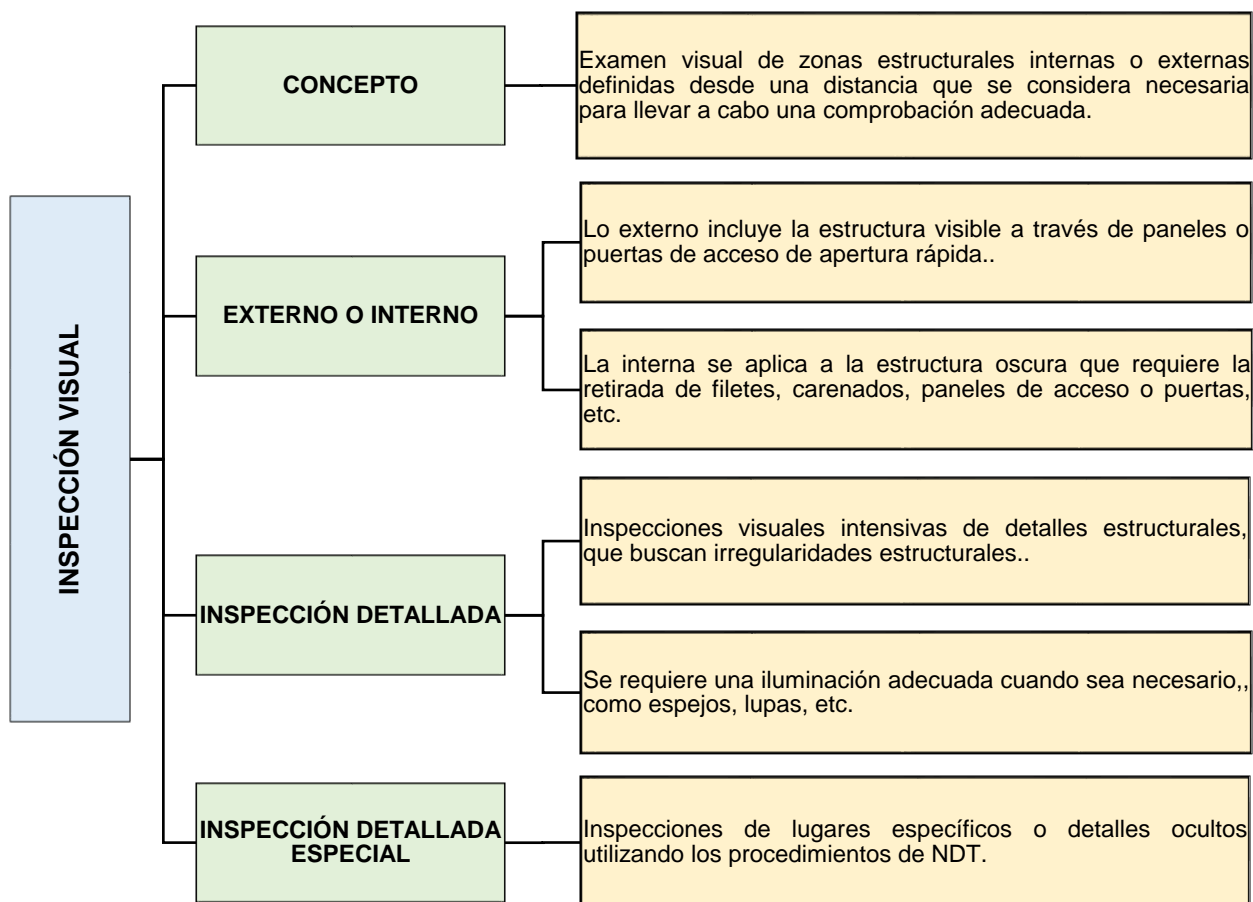 INSPECCIÓN VISUAL
CONCEPTO
Examen visual de zonas estructurales internas o externas
definidas desde una distancia que se considera necesaria
para llevar a cabo una comprobación adecuada.
EXTERNO O INTERNO
Lo externo incluye la estructura visible a través de paneles o
puertas de acceso de apertura rápida..
La interna se aplica a la estructura oscura que requiere la
retirada de filetes, carenados, paneles de acceso o puertas,
etc.
INSPECCIÓN DETALLADA
Inspecciones visuales intensivas de detalles estructurales,
que buscan irregularidades estructurales..
Se requiere una iluminación adecuada cuando sea necesario,,
como espejos, lupas, etc.
INSPECCIÓN DETALLADA
ESPECIAL
Inspecciones de lugares específicos o detalles ocultos
utilizando los procedimientos de NDT.